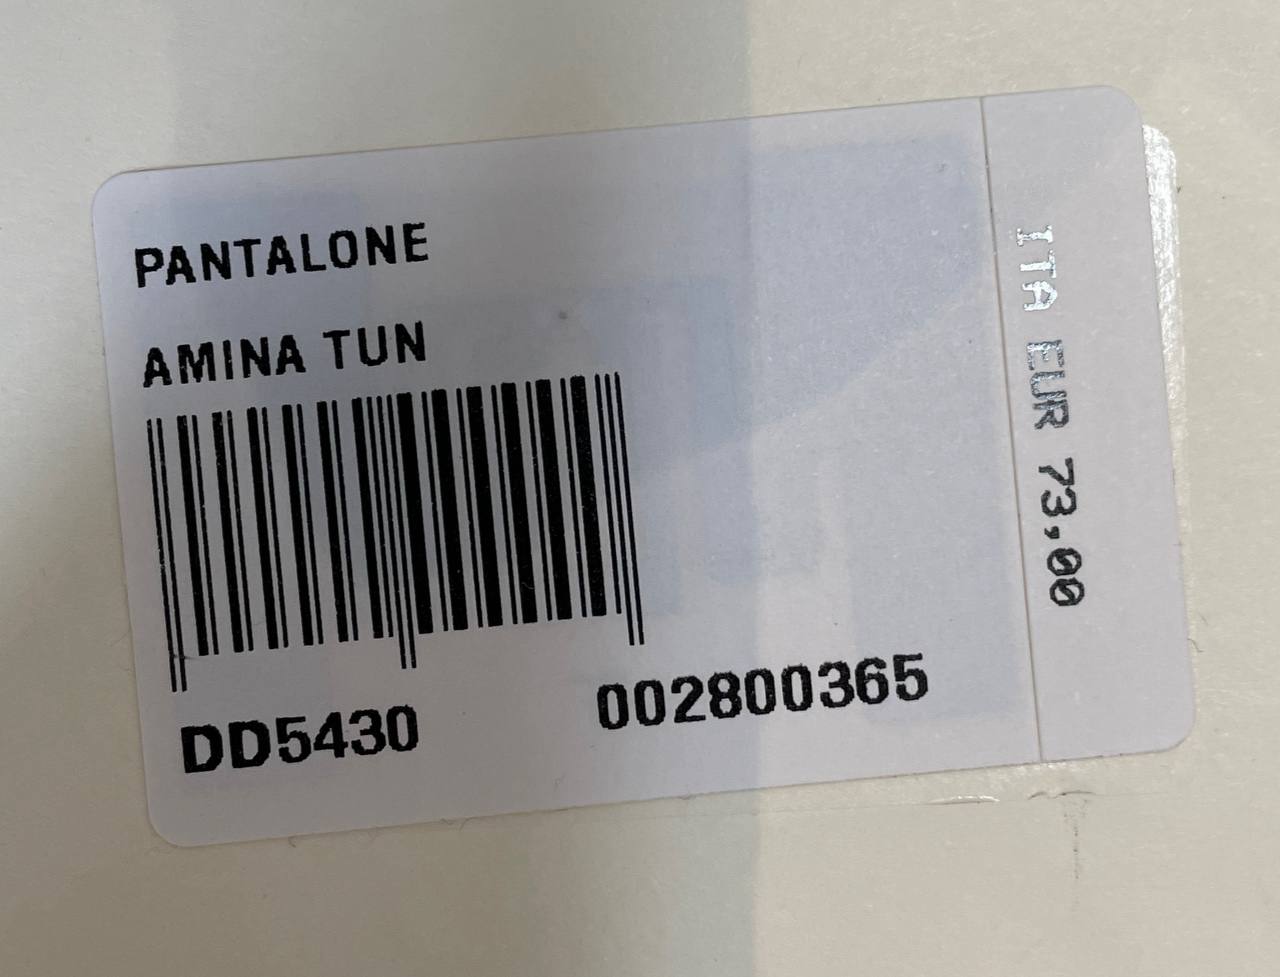 PANTALONE
AMINA TUN
DD5430 002800365
ITA EUR 73,00